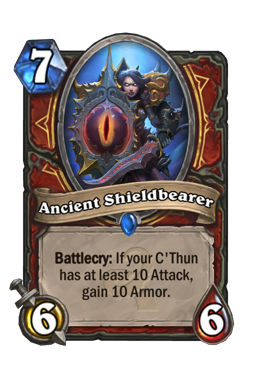 7
Ancient Shieldbearer
Battlecry: If your C'Thun
has at least 10 Attack,
gain 10 Armor.
6
6